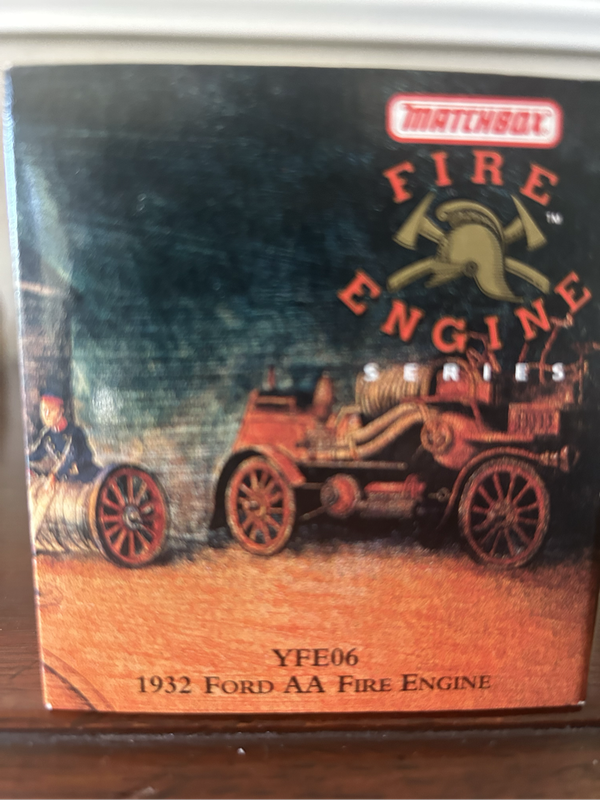 MATCHBOX
FIRE
TM
ENGINE
SERIES
YFE06
1932 FORD AA FIRE ENGINE